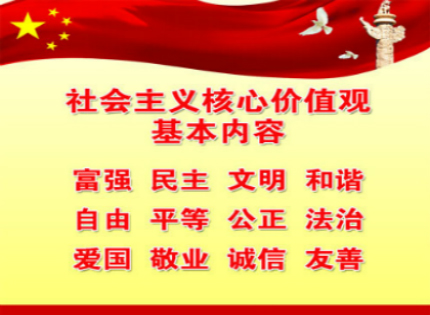 社会主义核心价值观
基本内容
富强 民主 文明 和谐
自由 平等 公正 法治
爱国 敬业 诚信 友善